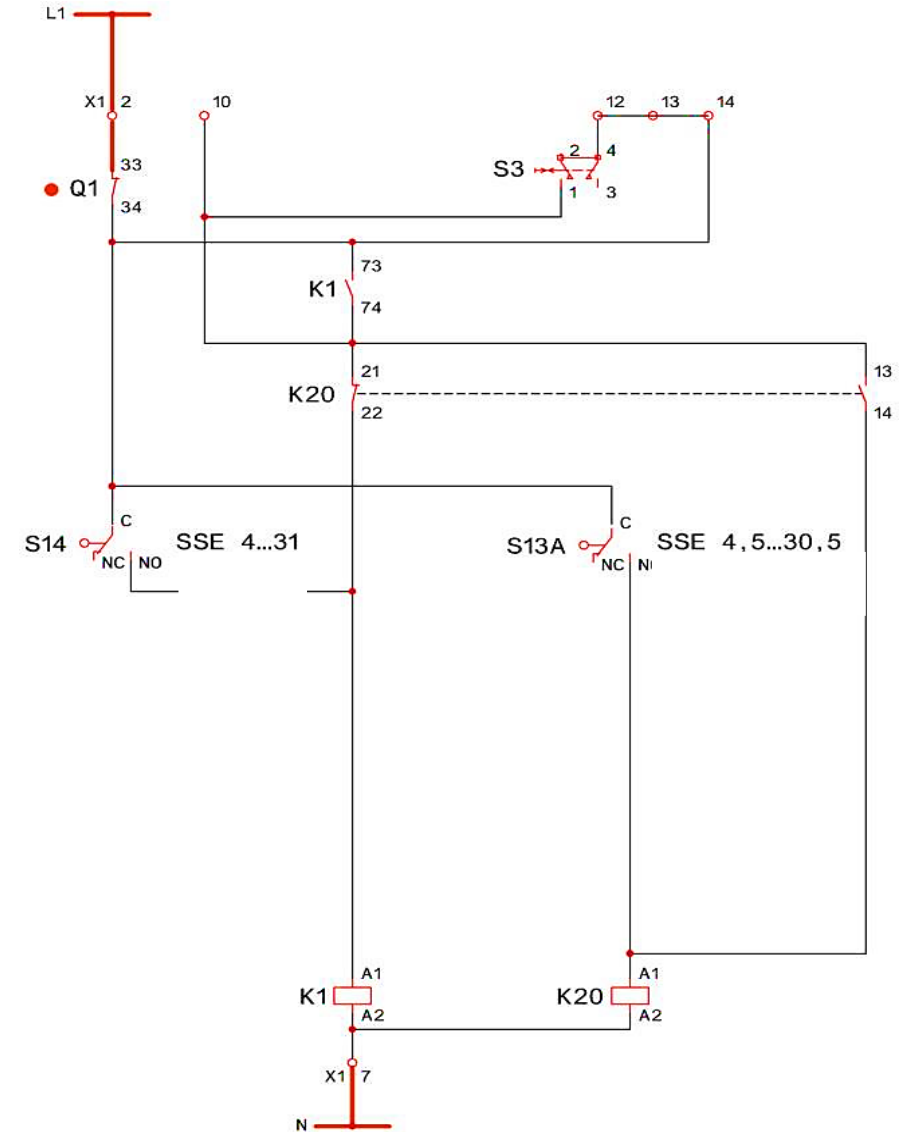 L1
X1 2
10
12 13 14
33
2 4
S3
Q1
34
1 3
73
K1
74
21
13
K20
22
14
C
C
S14
SSE 4...31
S13A
SSE 4,5...30,5
NC NO
NC N
A1
A1
K1
K20
A2
A2
X1 7
N